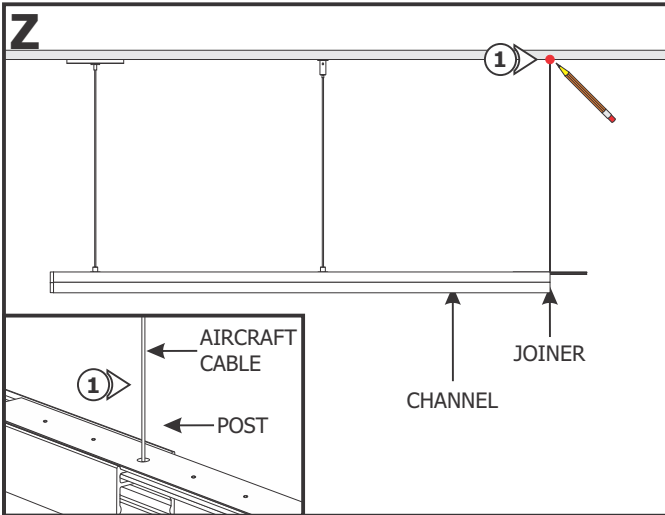 Z
1
AIRCRAFT
CABLE
1
POST
JOINER
CHANNEL